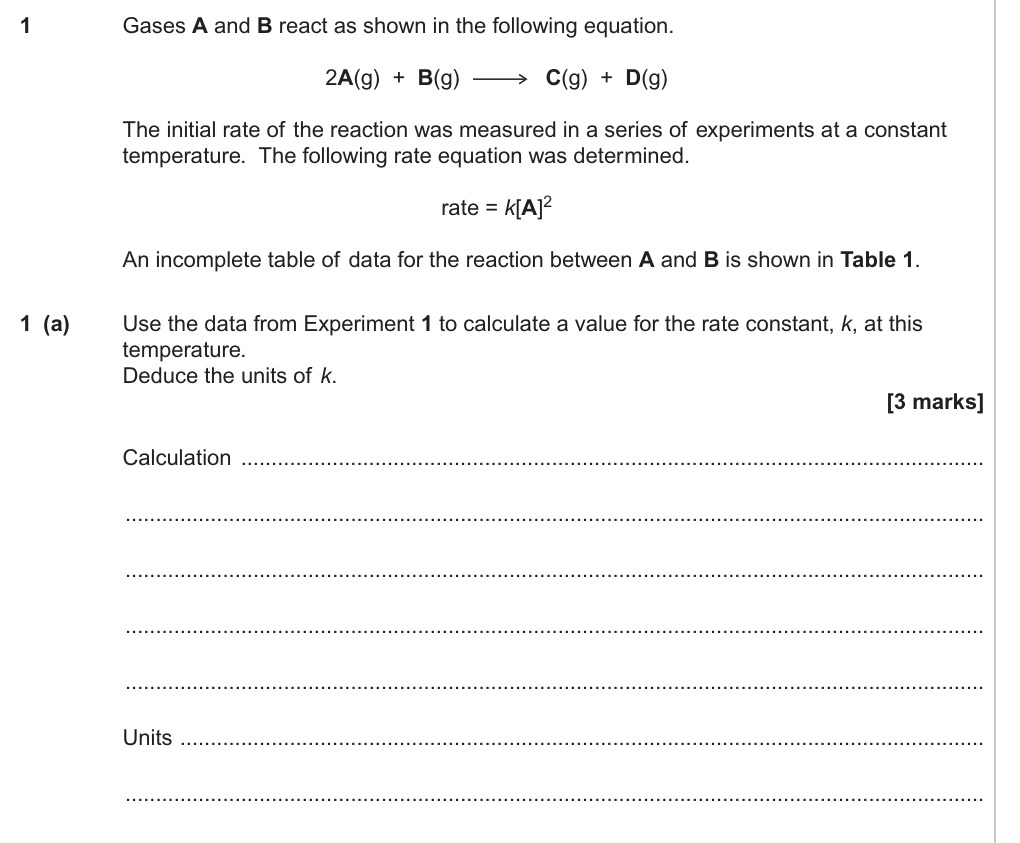 1 Gases A and B react as shown in the following equation.
2A(g) + B(g) ⟶ C(g) + D(g)
The initial rate of the reaction was measured in a series of experiments at a constant
temperature. The following rate equation was determined.
rate = k[A]²
An incomplete table of data for the reaction between A and B is shown in Table 1.
1 (a) Use the data from Experiment 1 to calculate a value for the rate constant, k, at this
temperature.
Deduce the units of k.
[3 marks]
Calculation
Units